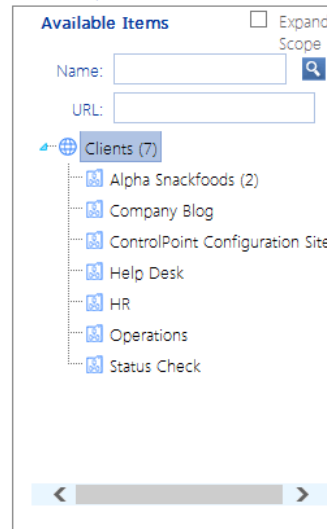 Available Items
Expand
Scope
Name:
URL:
Clients (7)
Alpha Snackfoods (2)
Company Blog
ControlPoint Configuration Site
Help Desk
HR
Operations
Status Check